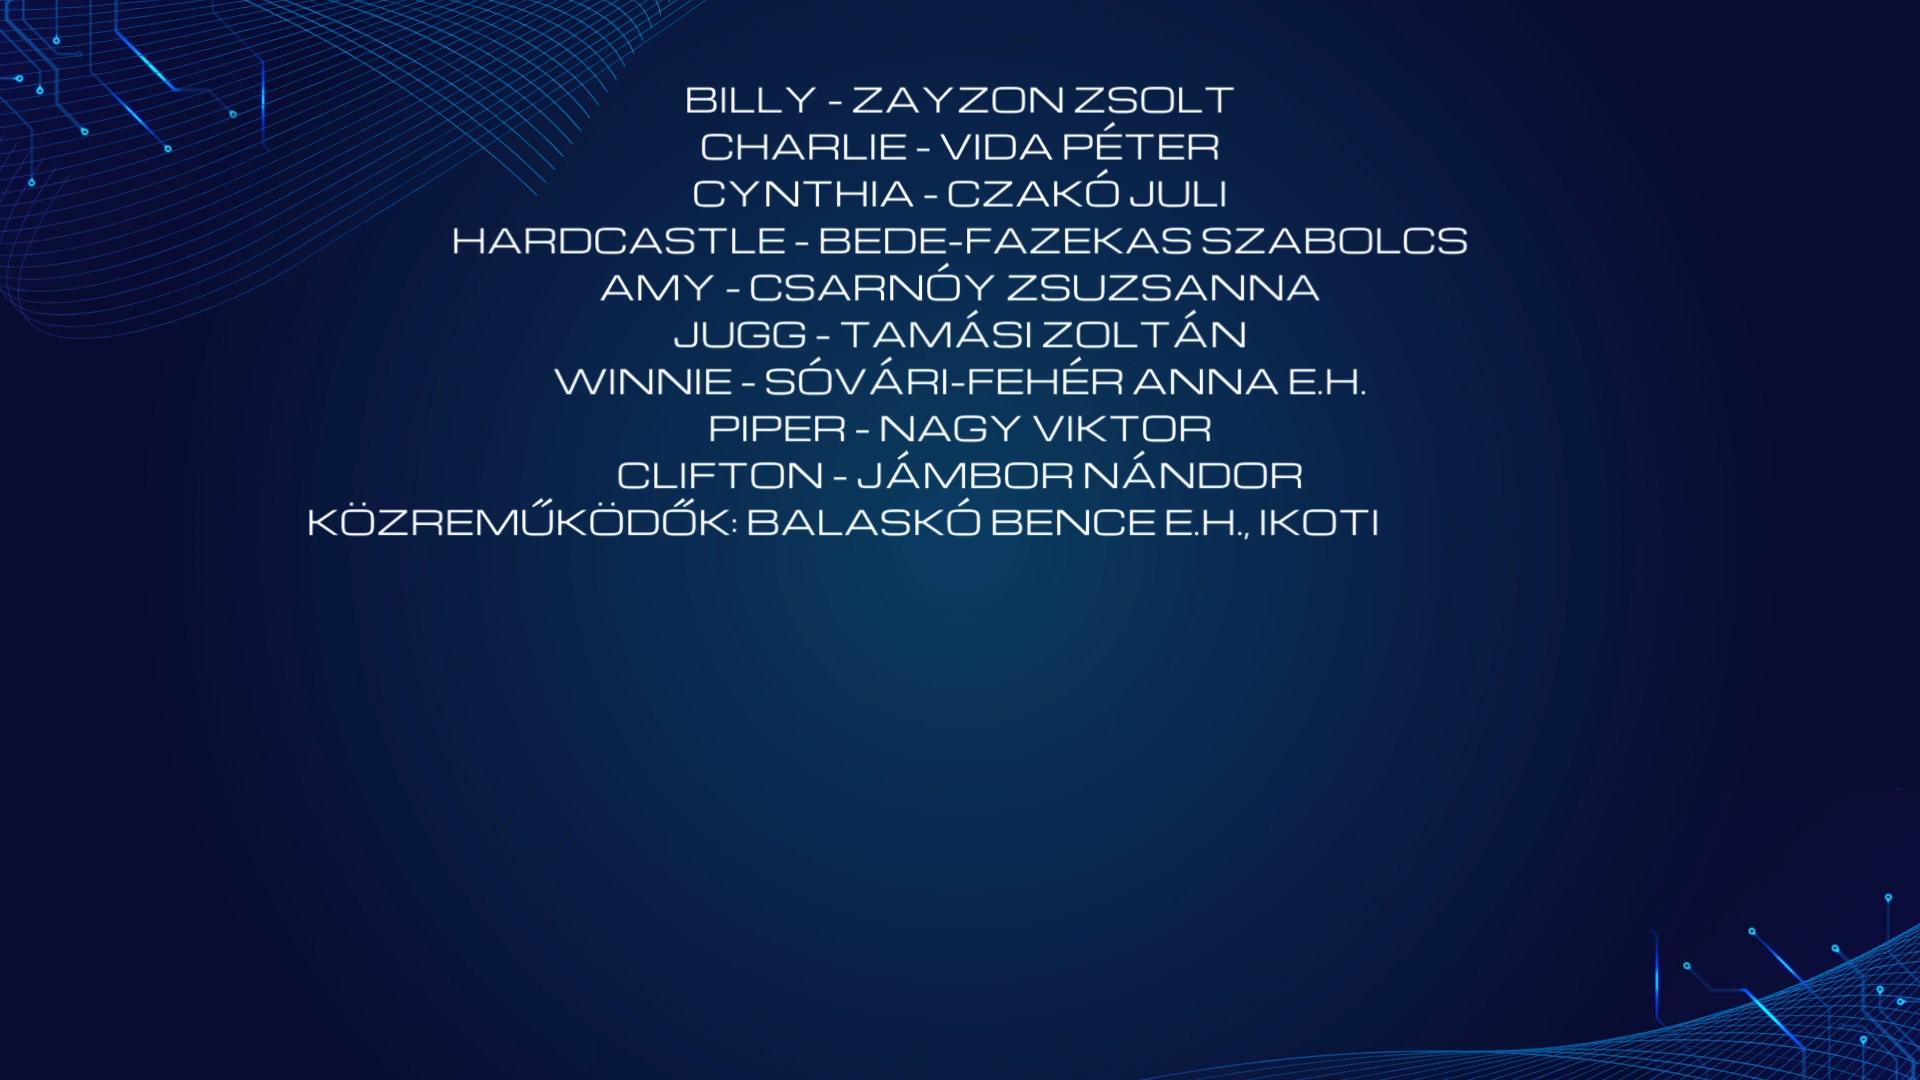 BILLY - ZAYZON ZSOLT
CHARLIE - VIDA PÉTER
CYNTHIA - CZAKÓ JULI
HARDCASTLE - BEDE-FAZEKAS SZABOLCS
AMY - CSARNÓY ZSUZSANNA
JUGG - TAMÁSI ZOLTÁN
WINNIE - SÓVÁRI-FEHÉR ANNA E.H.
PIPER - NAGY VIKTOR
CLIFTON - JÁMBOR NÁNDOR
KÖZREMŰKÖDŐK: BALASKÓ BENCE E.H., IKOTI